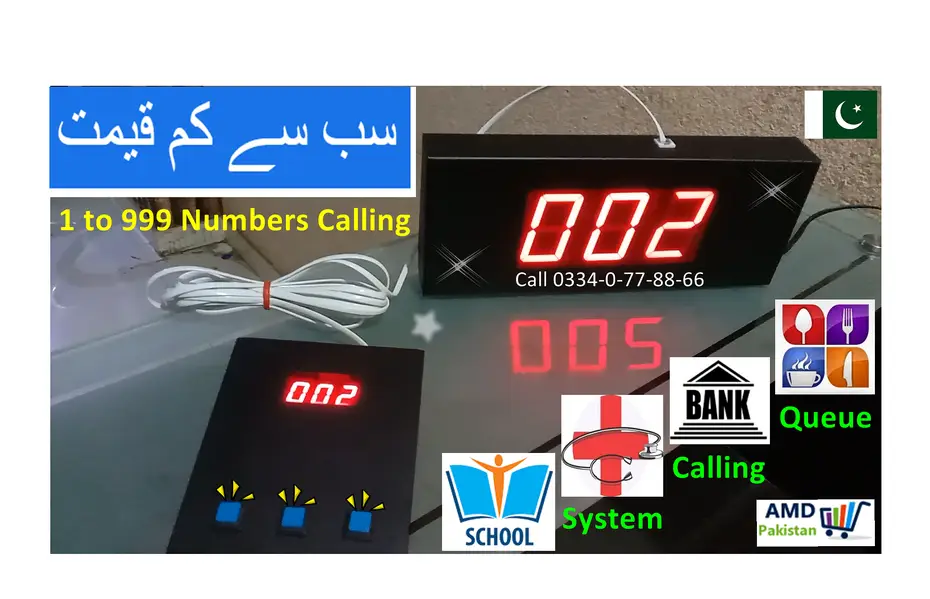 سب سے کم قیمت
1 to 999 Numbers Calling
002
Call 0334-0-77-88-66
005
002
Queue
BANK
Calling
System
SCHOOL
AMD
Pakistan